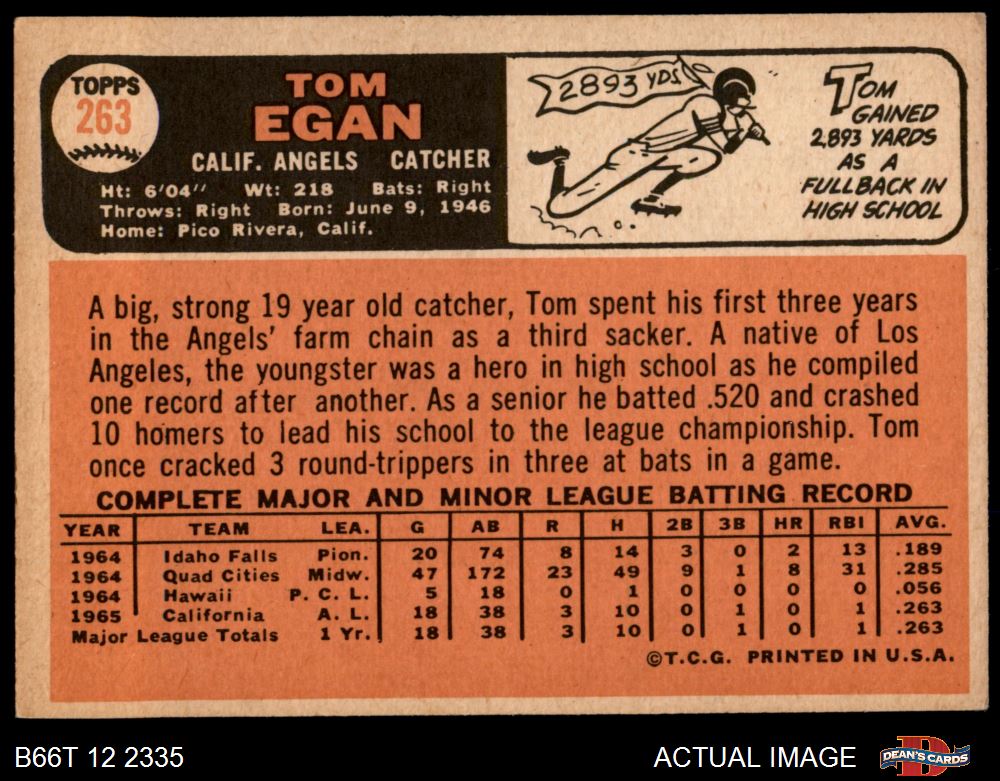 TOPPS
263
TOM
EGAN
CALIF. ANGELS CATCHER
Ht: 6'04" Wt: 218 Bats: Right
Throws: Right Born: June 9, 1946
Home: Pico Rivera, Calif.
2893 YDS.
TOM
GAINED
2,893 YARDS
AS A
FULLBACK IN
HIGH SCHOOL
A big, strong 19 year old catcher, Tom spent his first three years
in the Angels' farm chain as a third sacker. A native of Los
Angeles, the youngster was a hero in high school as he compiled
one record after another. As a senior he batted .520 and crashed
10 homers to lead his school to the league championship. Tom
once cracked 3 round-trippers in three at bats in a game.
COMPLETE MAJOR AND MINOR LEAGUE BATTING RECORD
YEAR TEAM LEA. G AB R H 2B 3B HR RBI AVG.
1964 Idaho Falls Pion. 20 74 8 14 3 0 2 13 .189
1964 Quad Cities Midw. 47 172 23 49 9 1 8 31 .285
1964 Hawaii P. C. L. 5 18 0 1 0 0 0 0 .056
1965 California A. L. 18 38 3 10 0 1 0 1 .263
Major League Totals 1 Yr. 18 38 3 10 0 1 0 1 .263
©T.C.G. PRINTED IN U.S.A.
B66T 12 2335 ACTUAL IMAGE DEAN'S CARDS